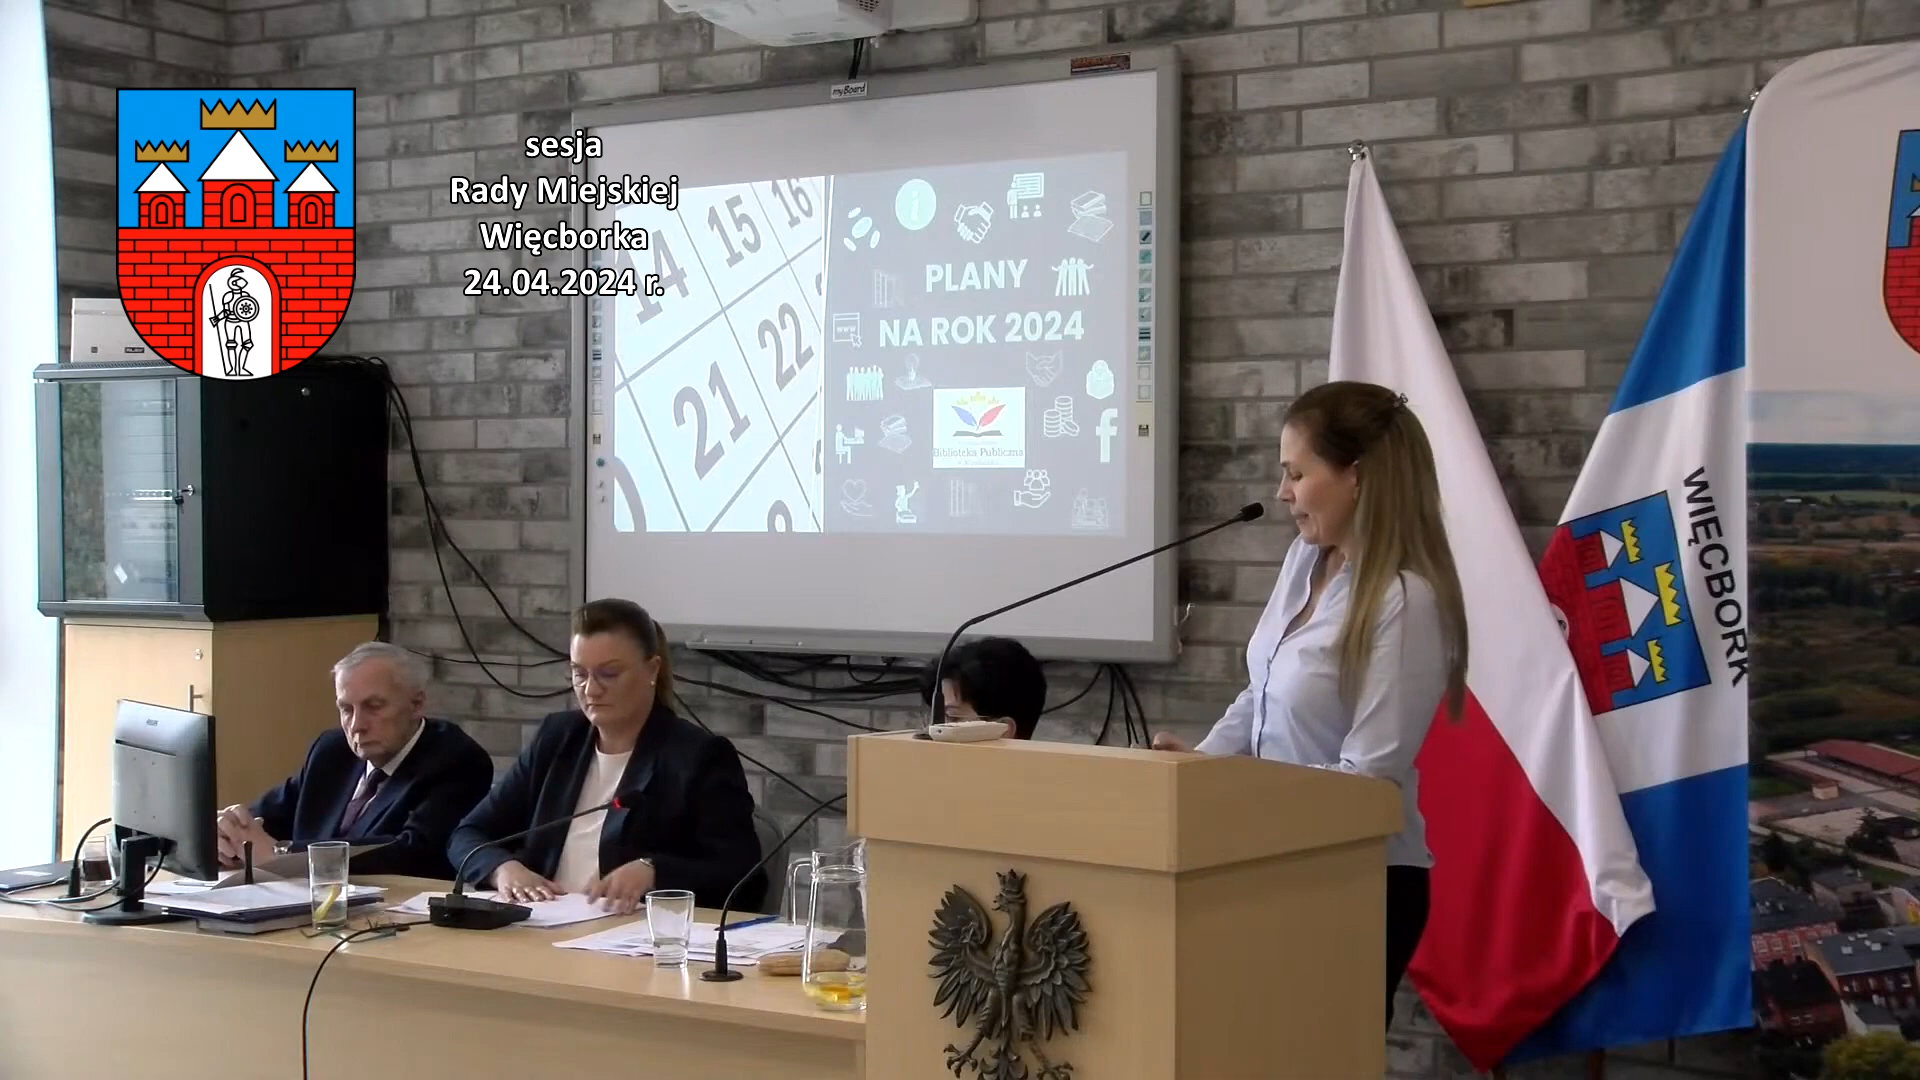 sesja
Rady Miejskiej
Więcborka
24.04.2024 r.
myBoard
14 15 16
21 22
PLANY
NA ROK 2024
www
Biblioteka Publiczna
WIĘCBORK